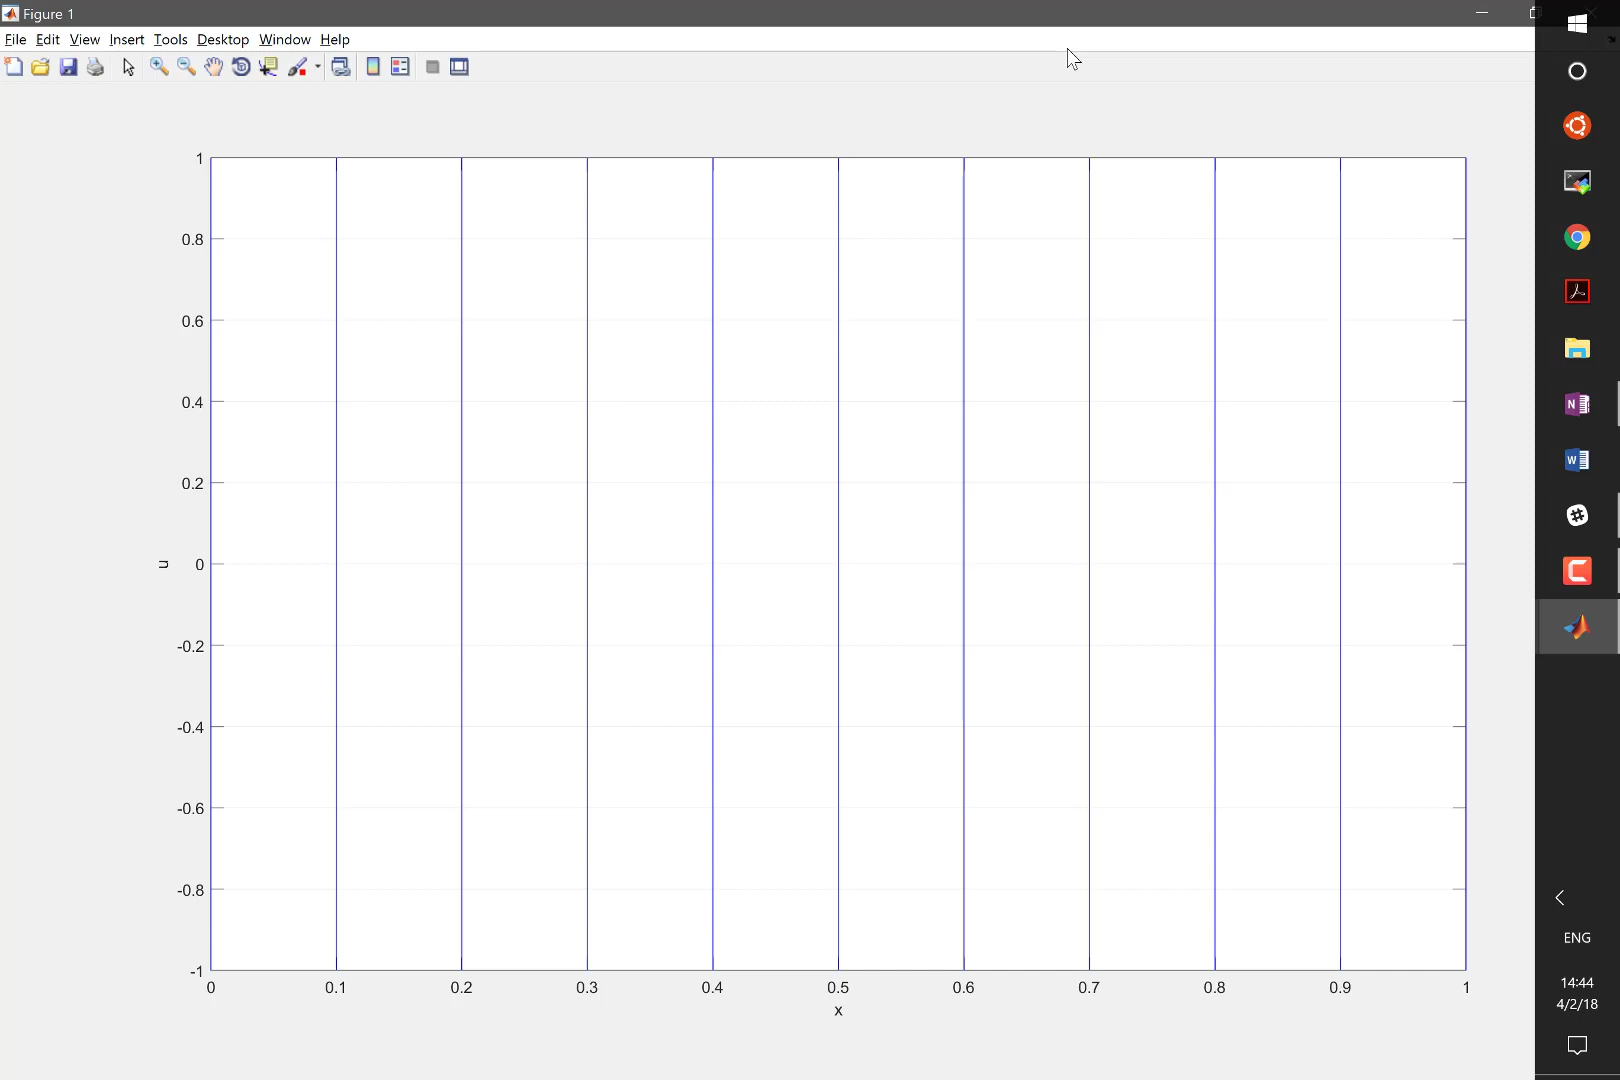 Figure 1
File Edit View Insert Tools Desktop Window Help
1
0.8
0.6
0.4
0.2
0
-0.2
-0.4
-0.6
-0.8
-1
u
0 0.1 0.2 0.3 0.4 0.5 0.6 0.7 0.8 0.9 1
x
N
W
ENG
14:44
4/2/18